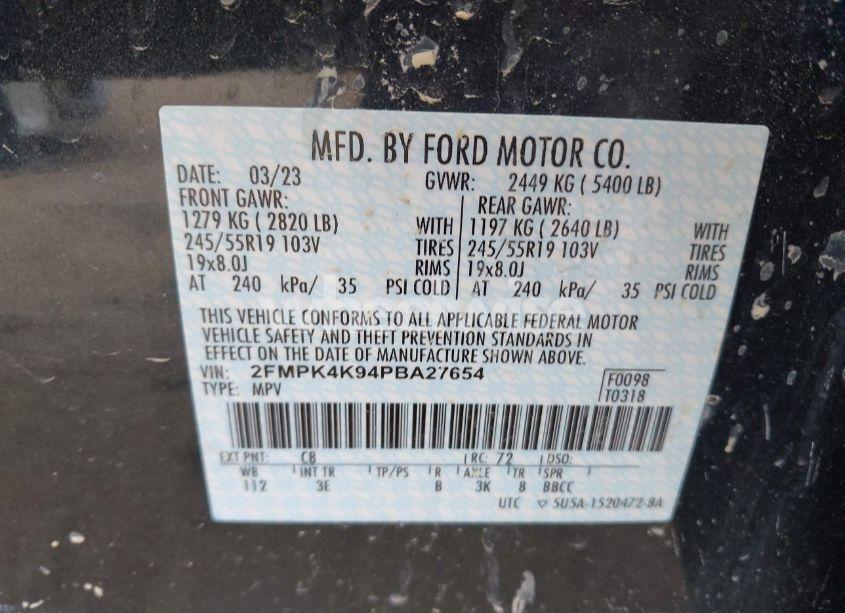 MFD. BY FORD MOTOR CO.
DATE: 03/23 GVWR: 2449 KG ( 5400 LB)
FRONT GAWR: REAR GAWR:
1279 KG ( 2820 LB) WITH 1197 KG ( 2640 LB) WITH
245/55R19 103V TIRES 245/55R19 103V TIRES
19x8.0J RIMS 19x8.0J RIMS
AT 240 kPa/ 35 PSI COLD AT 240 kPa/ 35 PSI COLD
THIS VEHICLE CONFORMS TO ALL APPLICABLE FEDERAL MOTOR
VEHICLE SAFETY AND THEFT PREVENTION STANDARDS IN
EFFECT ON THE DATE OF MANUFACTURE SHOWN ABOVE.
VIN: 2FMPK4K94PBA27654 F0098
TYPE: MPV T0318
EXT PNT: C8 RC: 72 DSO:
WB INT TR TP/PS R AXLE TR SPR
112 3E B 3K 8 BBCC
UTC ▽ 5U5A-1520472-BA